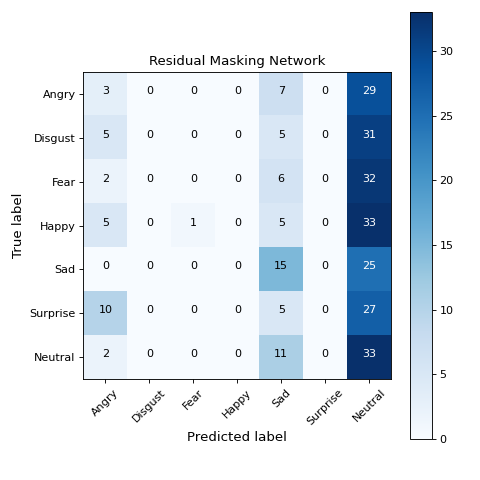 Residual Masking Network
Angry 3 0 0 0 7 0 29
Disgust 5 0 0 0 5 0 31
Fear 2 0 0 0 6 0 32
Happy 5 0 1 0 5 0 33
Sad 0 0 0 0 15 0 25
Surprise 10 0 0 0 5 0 27
Neutral 2 0 0 0 11 0 33
Angry Disgust Fear Happy Sad Surprise Neutral
Predicted label
True label
30
25
20
15
10
5
0